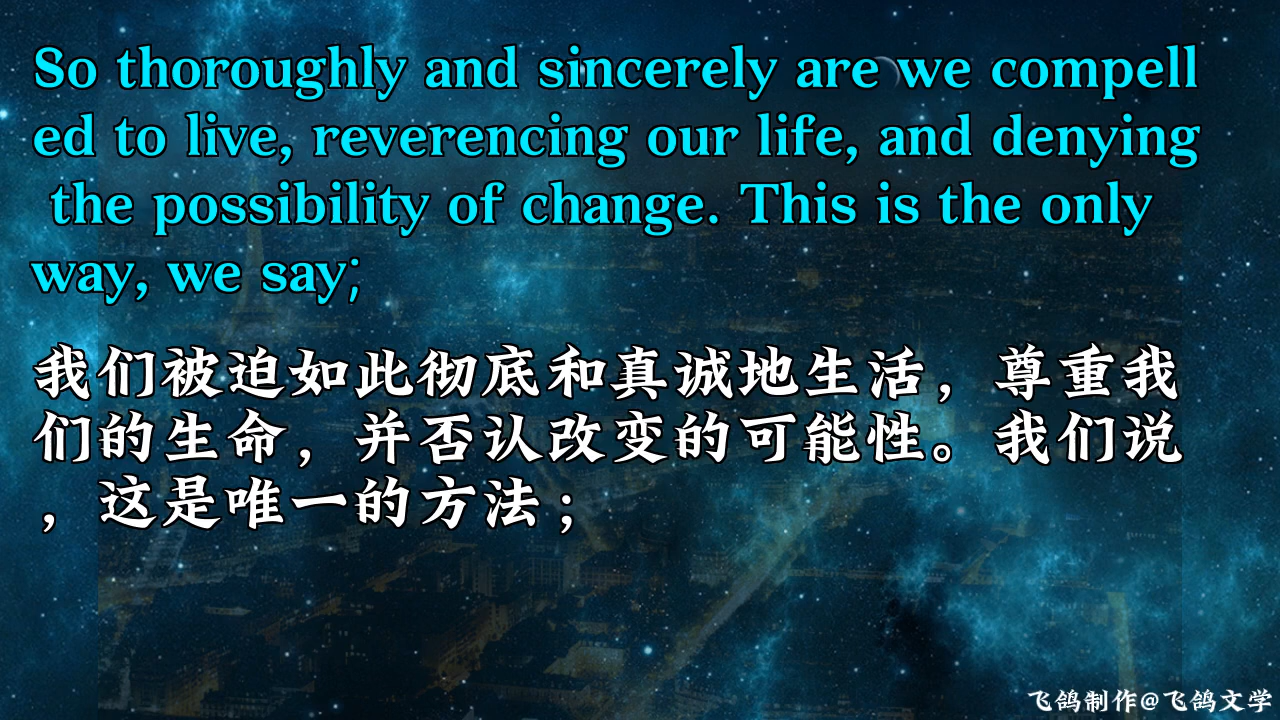 So thoroughly and sincerely are we compell
ed to live, reverencing our life, and denying
the possibility of change. This is the only
way, we say;
我们被迫如此彻底和真诚地生活，尊重我
们的生命，并否认改变的可能性。我们说
，这是唯一的方法；
飞鸽制作@飞鸽文学